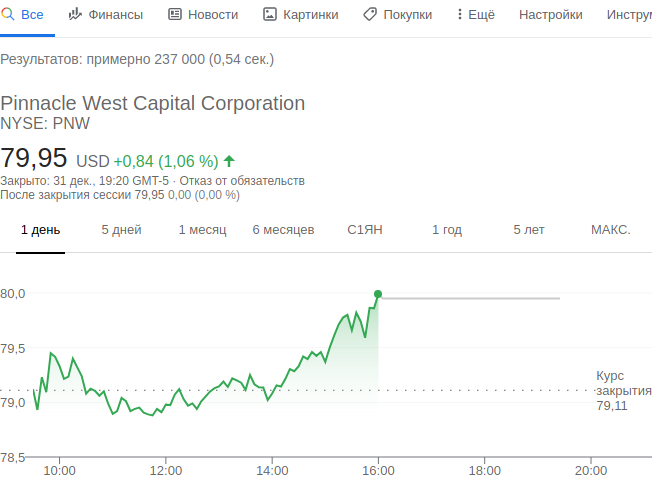 Все Финансы Новости Картинки Покупки Ещё Настройки
Результатов: примерно 237 000 (0,54 сек.)
Pinnacle West Capital Corporation
NYSE: PNW
79,95 USD +0,84 (1,06 %)
Закрыто: 31 дек., 19:20 GMT-5 · Отказ от обязательств
После закрытия сессии 79,95 0,00 (0,00 %)
1 день 5 дней 1 месяц 6 месяцев С1ЯН 1 год 5 лет МАКС.
80,0
79,5
Курс
закрытия
79,11
79,0
78,5
10:00 12:00 14:00 16:00 18:00 20:00